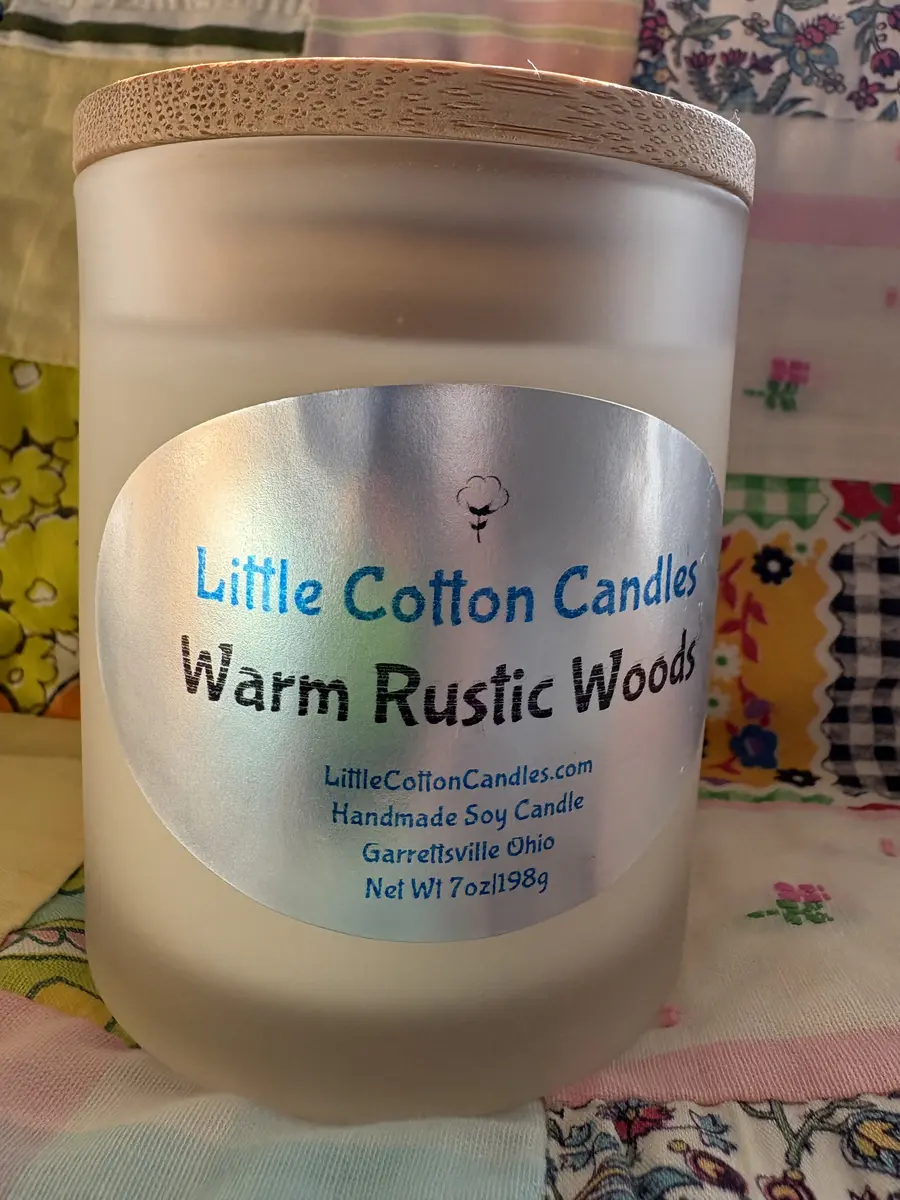 Little Cotton Candles
Warm Rustic Woods
LittleCottonCandles.com
Handmade Soy Candle
Garrettsville Ohio
Net Wt 7oz|198g